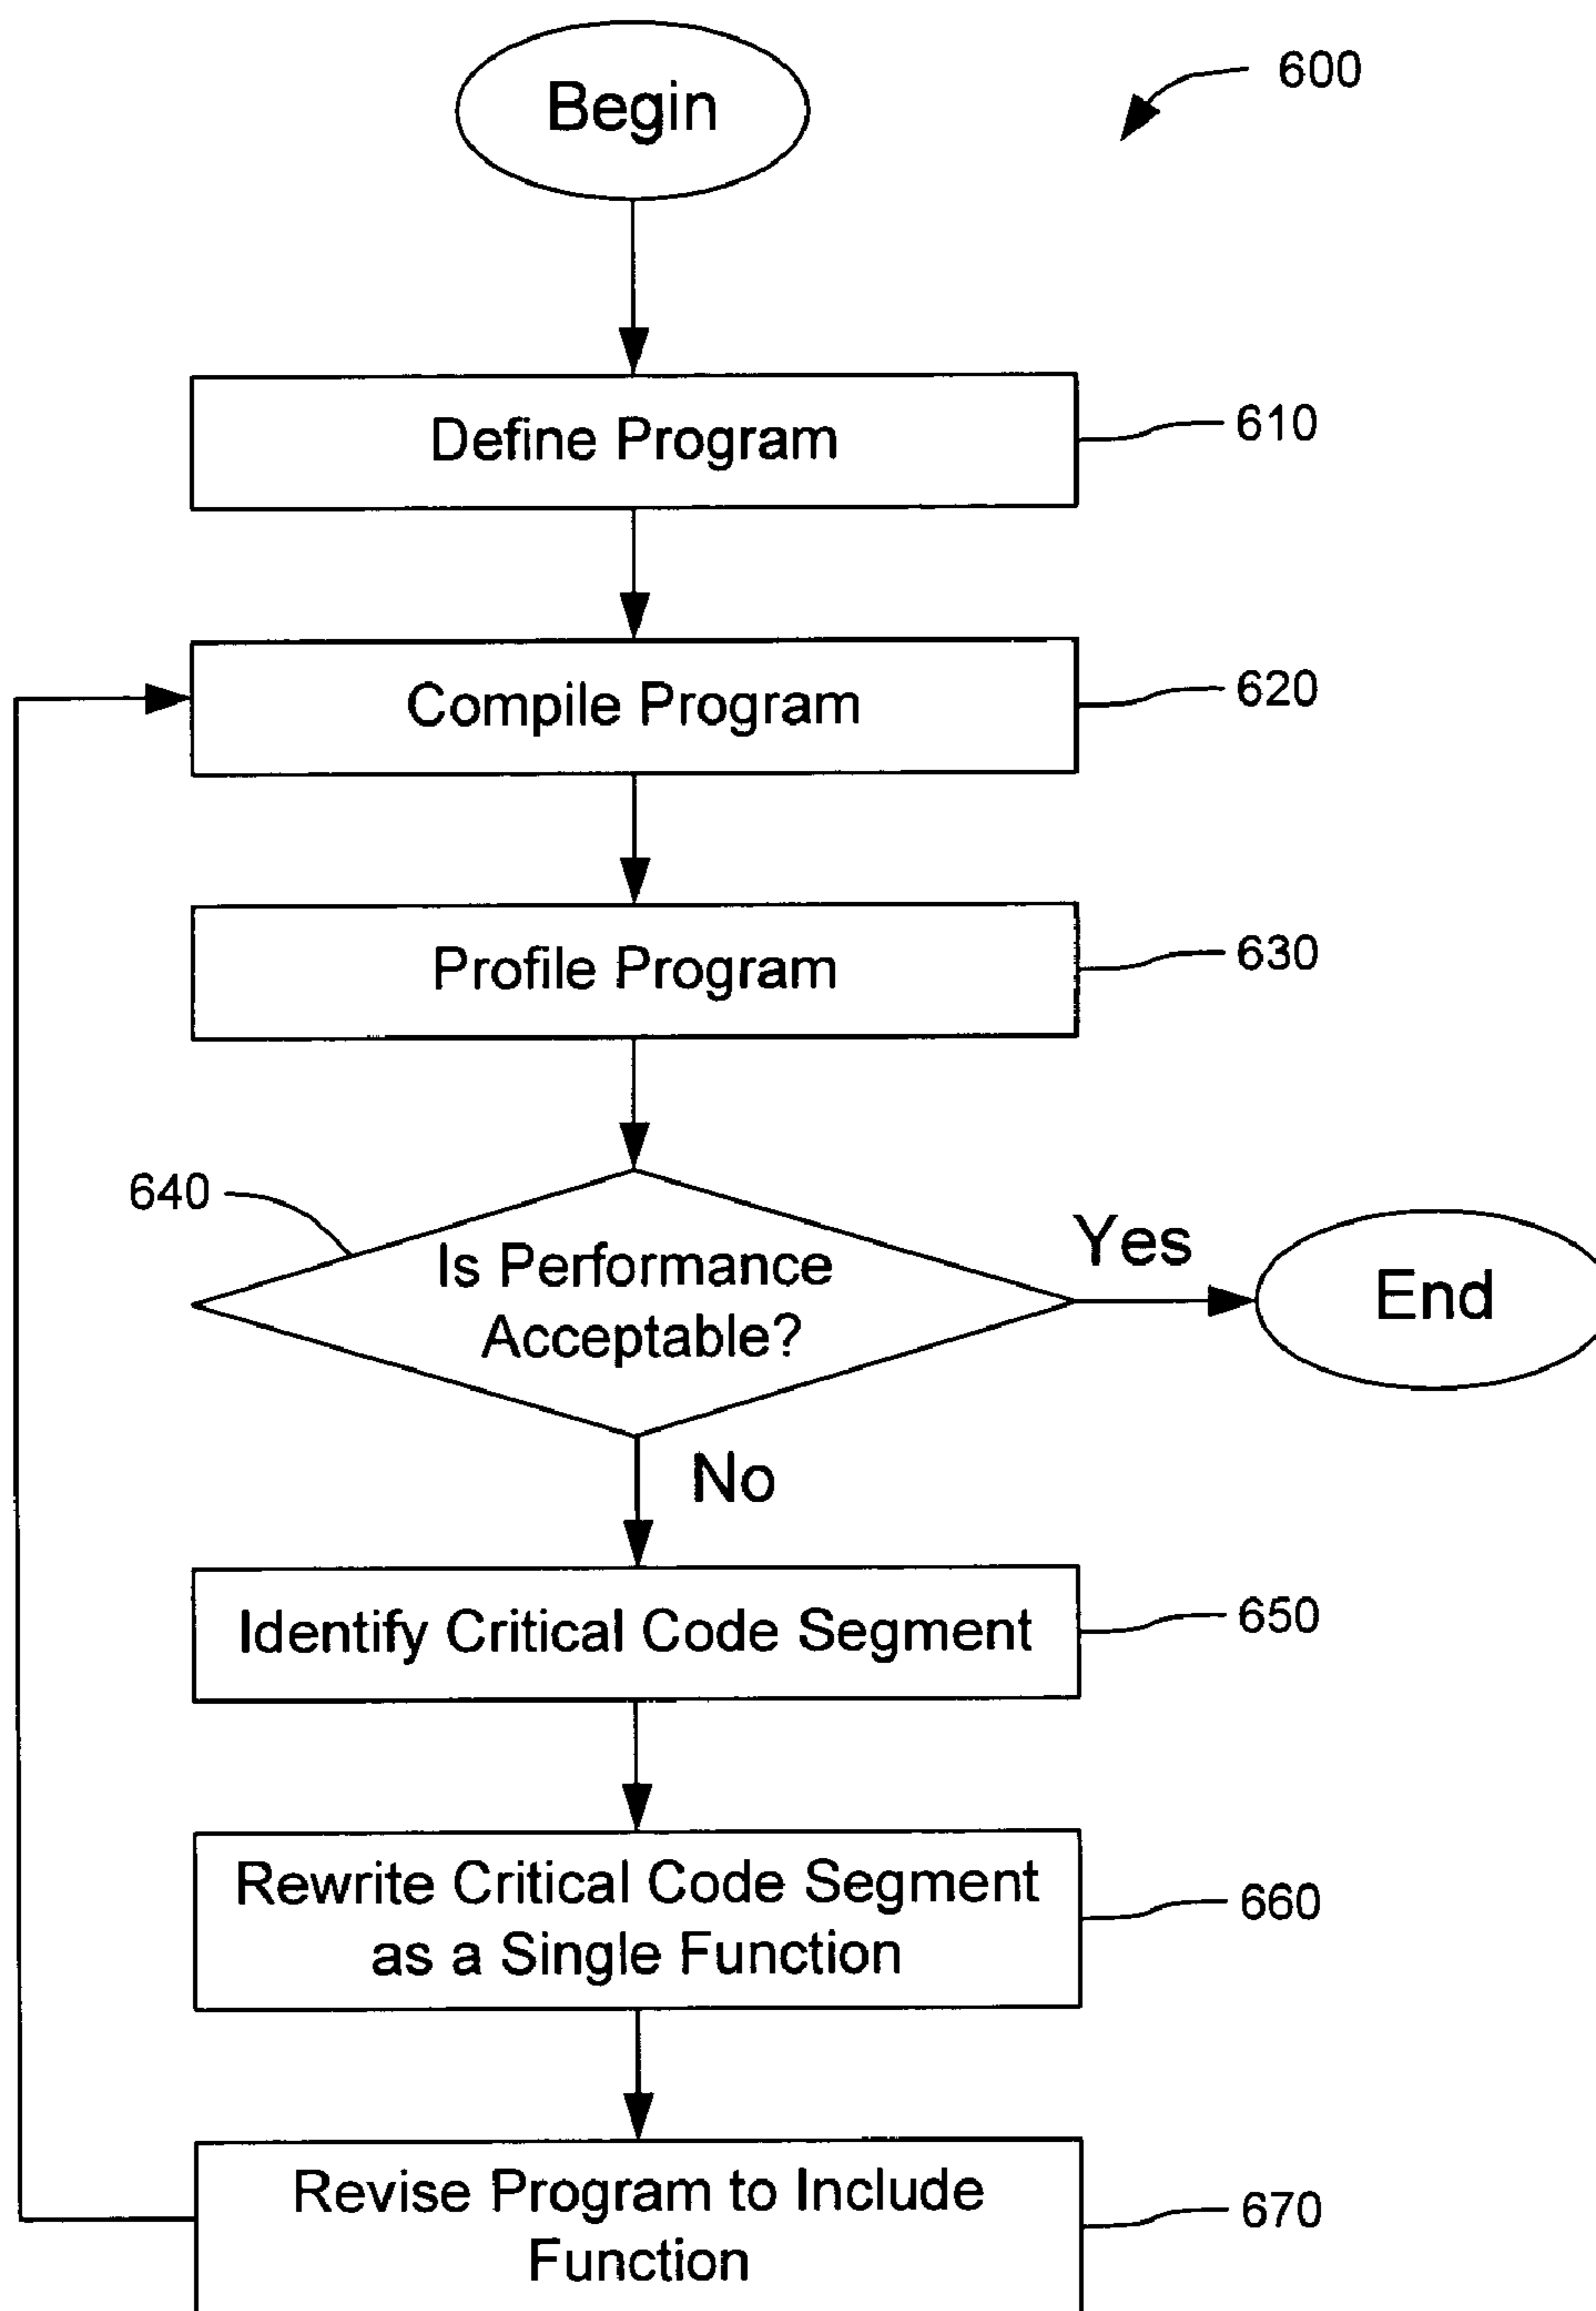 Begin
600
Define Program
610
Compile Program
620
Profile Program
630
640
Is Performance
Acceptable?
Yes
End
No
Identify Critical Code Segment
650
Rewrite Critical Code Segment
as a Single Function
660
Revise Program to Include
Function
670